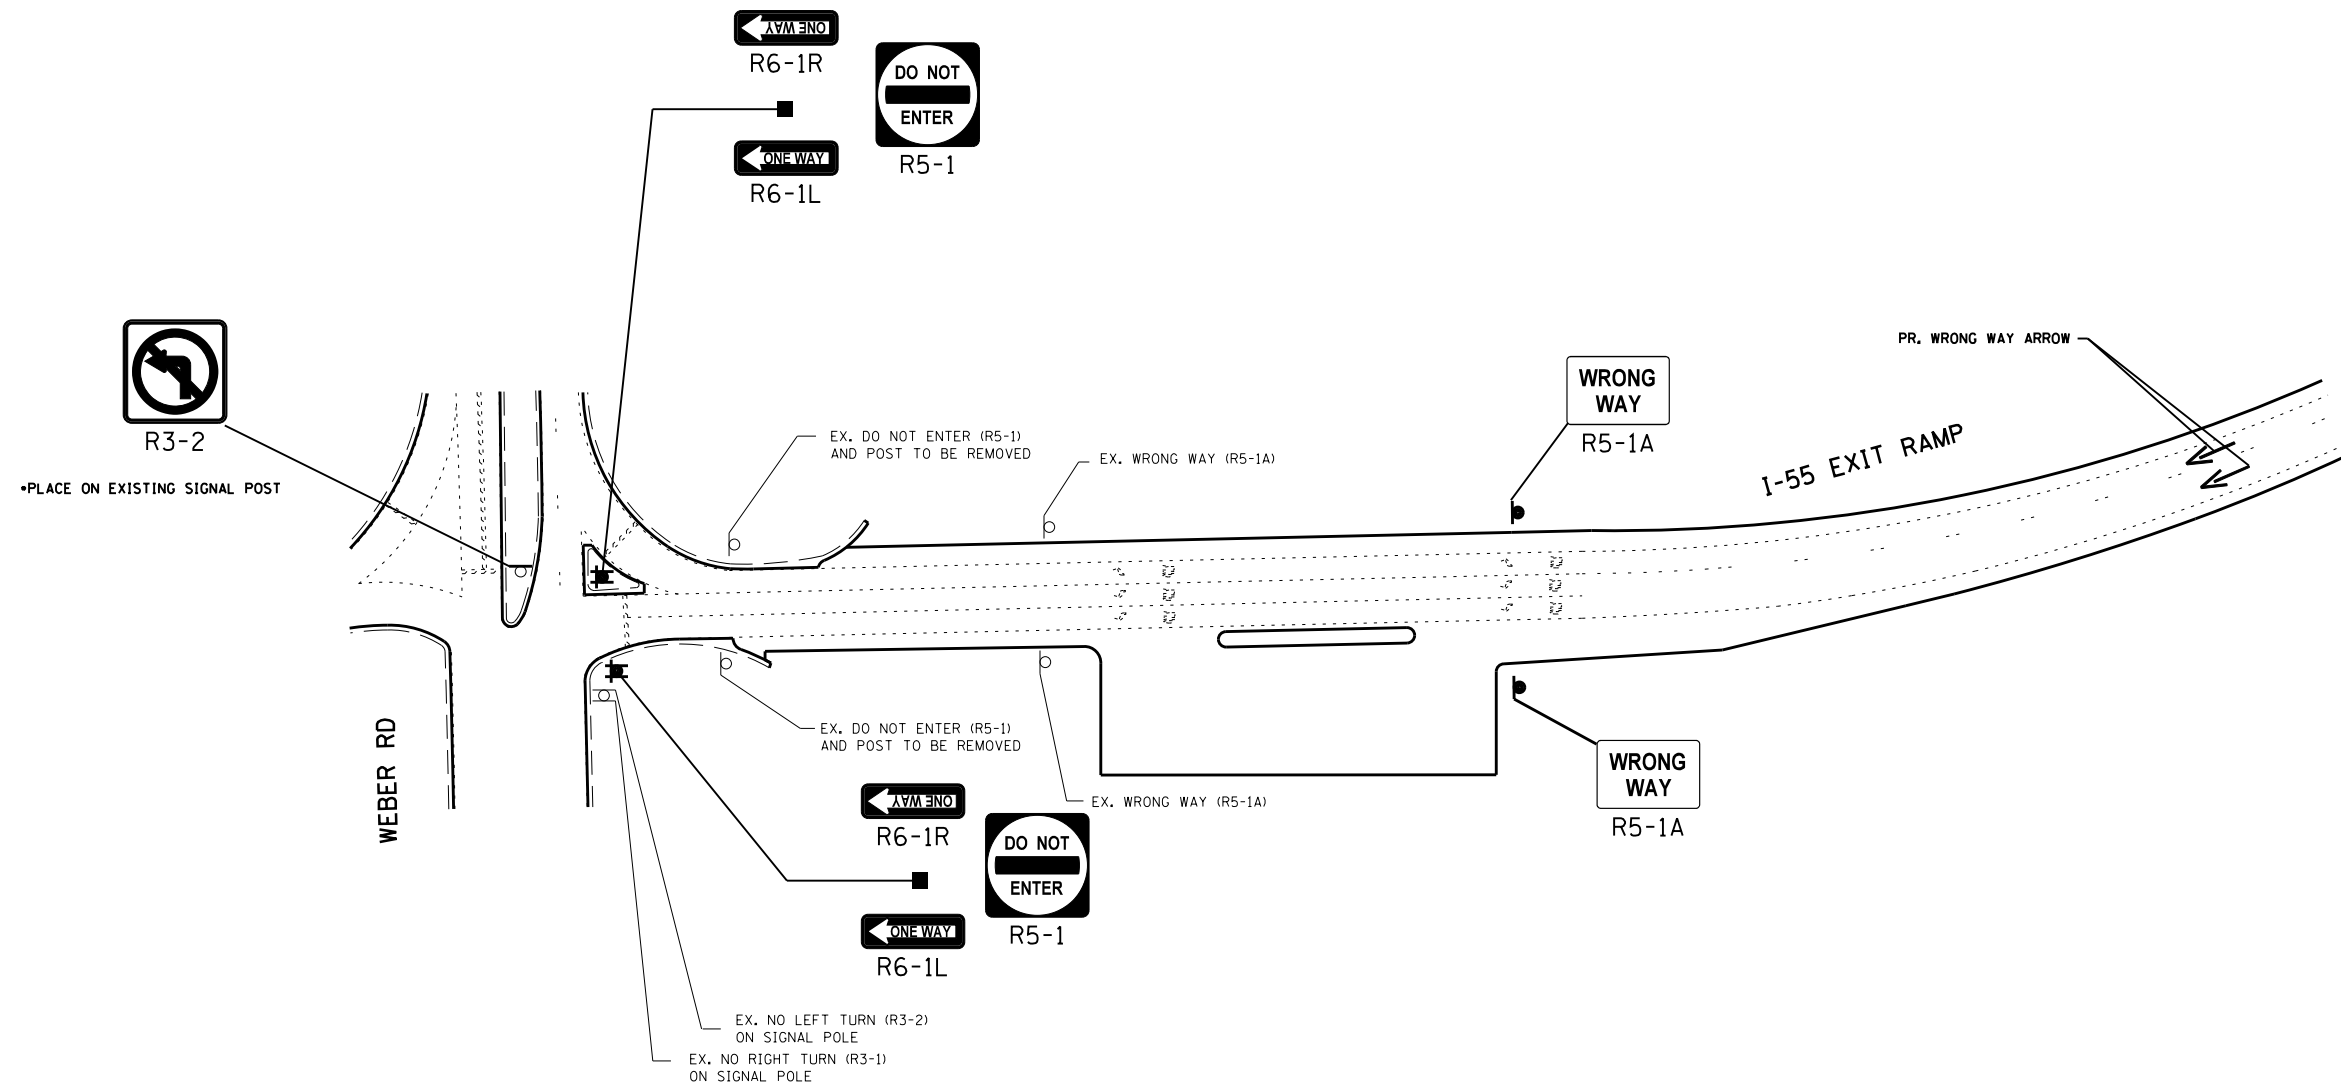 ONE WAY
R6-1R
DO NOT
ENTER
R5-1
ONE WAY
R6-1L
R3-2
•PLACE ON EXISTING SIGNAL POST
EX. DO NOT ENTER (R5-1)
AND POST TO BE REMOVED
EX. WRONG WAY (R5-1A)
WRONG
WAY
R5-1A
PR. WRONG WAY ARROW
I-55 EXIT RAMP
WEBER RD
EX. DO NOT ENTER (R5-1)
AND POST TO BE REMOVED
EX. WRONG WAY (R5-1A)
WRONG
WAY
R5-1A
ONE WAY
R6-1R
DO NOT
ENTER
R5-1
ONE WAY
R6-1L
EX. NO LEFT TURN (R3-2)
ON SIGNAL POLE
EX. NO RIGHT TURN (R3-1)
ON SIGNAL POLE